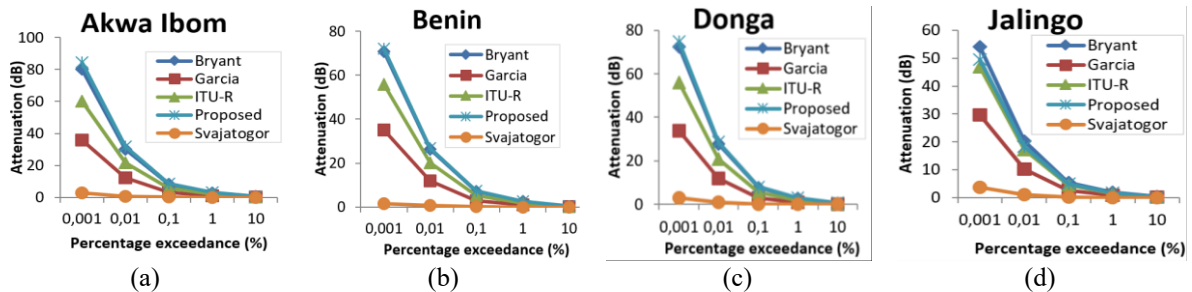 Akwa Ibom
Attenuation (dB)
100
80
60
40
20
0
Bryant
Garcia
ITU-R
Proposed
Svajatogor
0,001 0,01 0,1 1 10
Percentage exceedance (%)
(a)
Benin
Attenuation (dB)
80
60
40
20
0
Bryant
Garcia
ITU-R
Proposed
Svajatogor
0,001 0,01 0,1 1 10
Percentage exceedance (%)
(b)
Donga
Attenuation (dB)
80
60
40
20
0
Bryant
Garcia
ITU-R
Proposed
Svajatogor
0,001 0,01 0,1 1 10
Percentage exceedance (%)
(c)
Jalingo
Attenuation (dB)
60
50
40
30
20
10
0
Bryant
Garcia
ITU-R
Proposed
Svajatogor
0,001 0,01 0,1 1 10
Percentage exceedance (%)
(d)